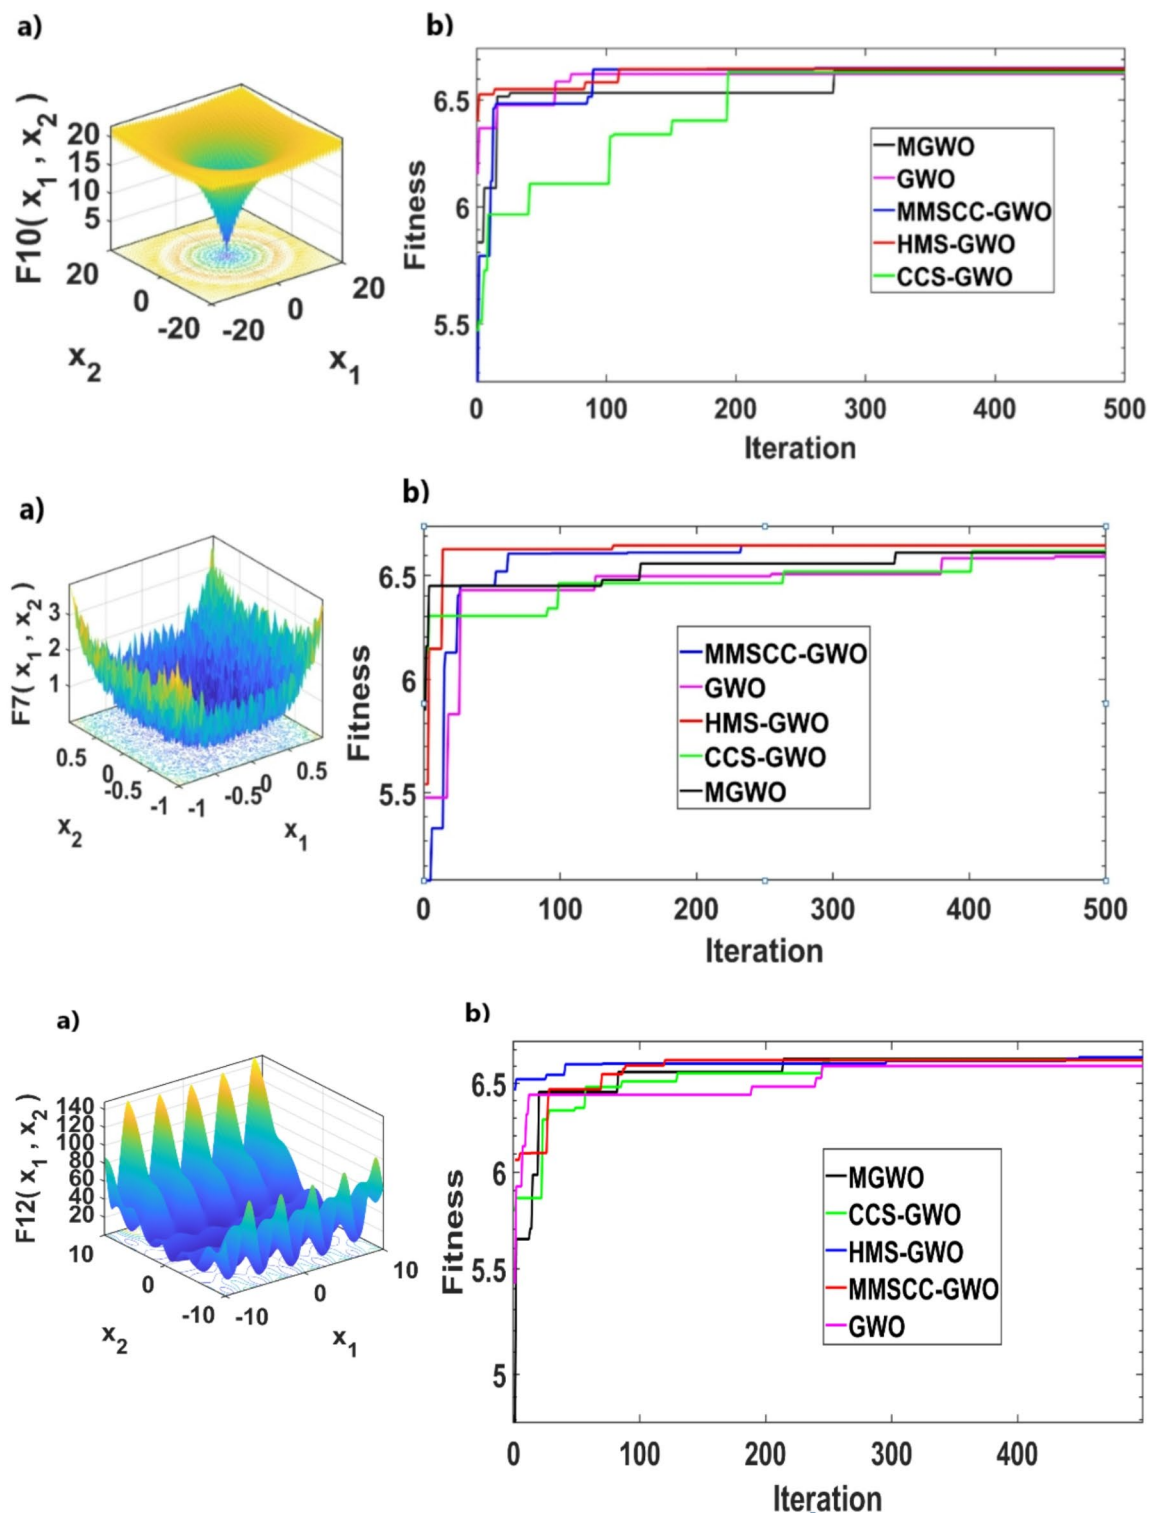 a)
F10( x1 , x2 )
20
15
10
5
20
0
-20
-20
0
20
x2
x1
b)
Fitness
6.5
6
5.5
MGWO
GWO
MMSCC-GWO
HMS-GWO
CCS-GWO
0 100 200 300 400 500
Iteration
a)
F7( x1 , x2 )
3
2
1
0.5
0
-0.5
-1
-1
-0.5
0
0.5
x2
x1
b)
Fitness
6.5
6
5.5
MMSCC-GWO
GWO
HMS-GWO
CCS-GWO
MGWO
0 100 200 300 400 500
Iteration
a)
F12( x1 , x2 )
140
120
100
80
60
40
20
10
0
-10
-10
0
10
x2
x1
b)
Fitness
6.5
6
5.5
5
MGWO
CCS-GWO
HMS-GWO
MMSCC-GWO
GWO
0 100 200 300 400
Iteration